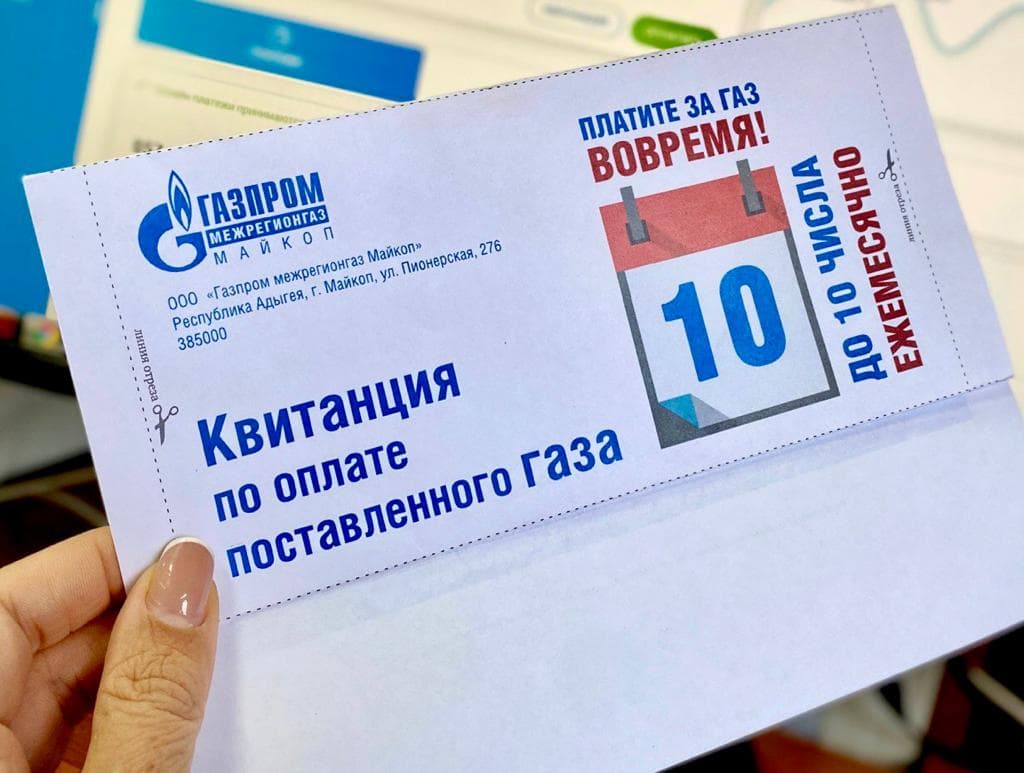 ГАЗПРОМ
МЕЖРЕГИОНГАЗ
МАЙКОП
ООО «Газпром межрегионгаз Майкоп»
Республика Адыгея, г. Майкоп, ул. Пионерская, 276
385000
линия отреза
Квитанция
по оплате
поставленного газа
ПЛАТИТЕ ЗА ГАЗ
ВОВРЕМЯ!
10
ДО 10 ЧИСЛА
ЕЖЕМЕСЯЧНО
линия отреза